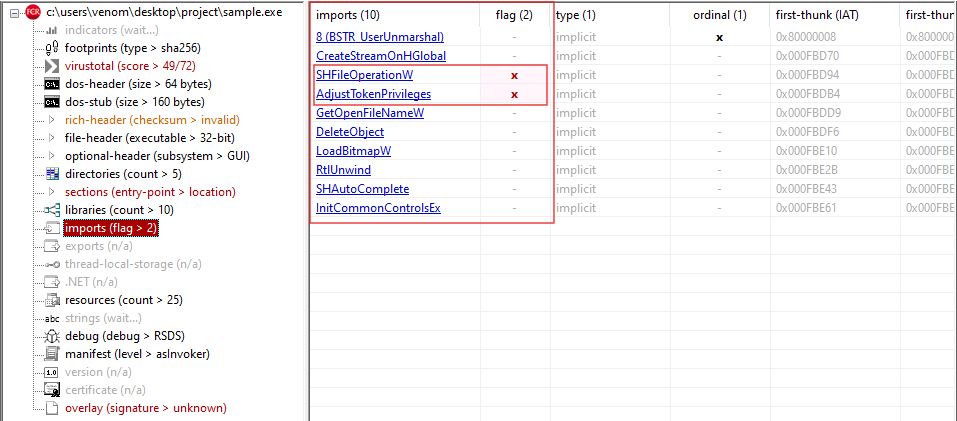 c:\users\venom\desktop\project\sample.exe
indicators (wait...)
footprints (type > sha256)
virustotal (score > 49/72)
dos-header (size > 64 bytes)
dos-stub (size > 160 bytes)
rich-header (checksum > invalid)
file-header (executable > 32-bit)
optional-header (subsystem > GUI)
directories (count > 5)
sections (entry-point > location)
libraries (count > 10)
imports (flag > 2)
exports (n/a)
thread-local-storage (n/a)
.NET (n/a)
resources (count > 25)
abc strings (wait...)
debug (debug > RSDS)
manifest (level > asInvoker)
1.0 version (n/a)
certificate (n/a)
overlay (signature > unknown)
imports (10) flag (2) type (1) ordinal (1) first-thunk (IAT) first-thun
8 (BSTR_UserUnmarshal) - implicit x 0x80000008 0x800000
CreateStreamOnHGlobal - implicit - 0x000FBD70 0x000FBD
SHFileOperationW x implicit - 0x000FBD94 0x000FBD
AdjustTokenPrivileges x implicit - 0x000FBDB4 0x000FBD
GetOpenFileNameW - implicit - 0x000FBDD9 0x000FBD
DeleteObject - implicit - 0x000FBDF6 0x000FBD
LoadBitmapW - implicit - 0x000FBE10 0x000FBE
RtlUnwind - implicit - 0x000FBE2B 0x000FBE
SHAutoComplete - implicit - 0x000FBE43 0x000FBE
InitCommonControlsEx - implicit - 0x000FBE61 0x000FBE